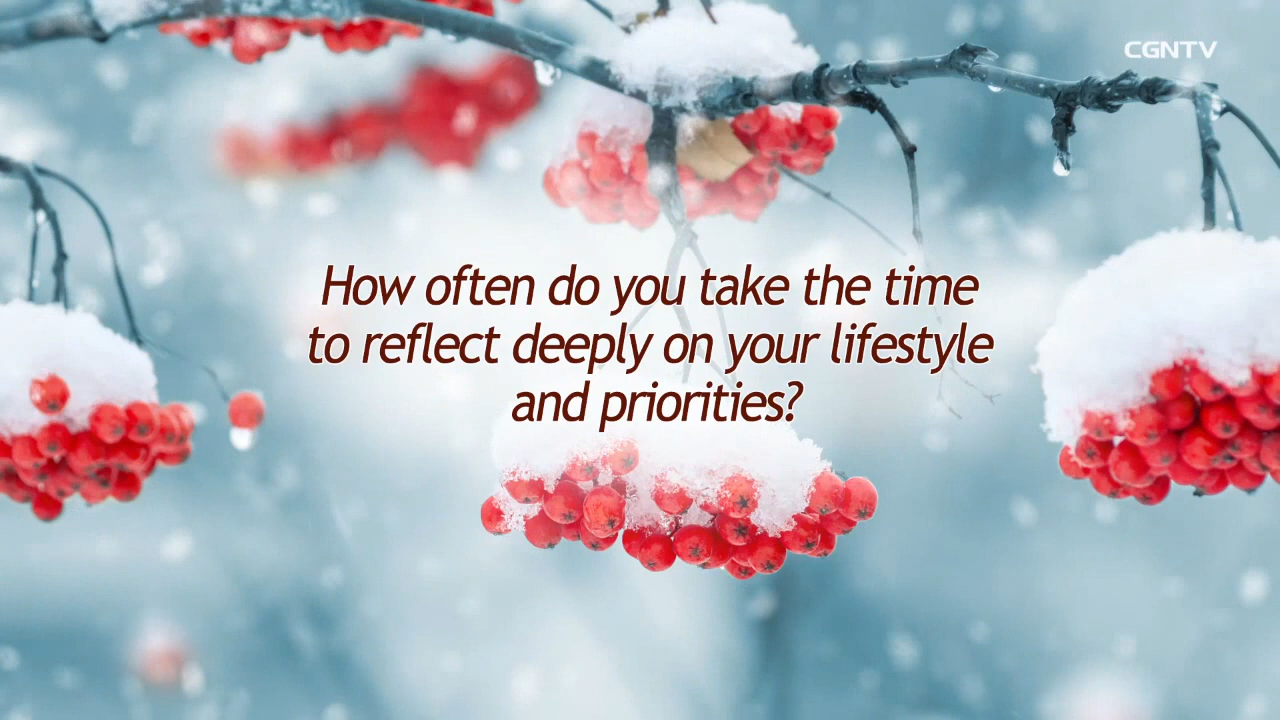 CGNTV
How often do you take the time
to reflect deeply on your lifestyle
and priorities?